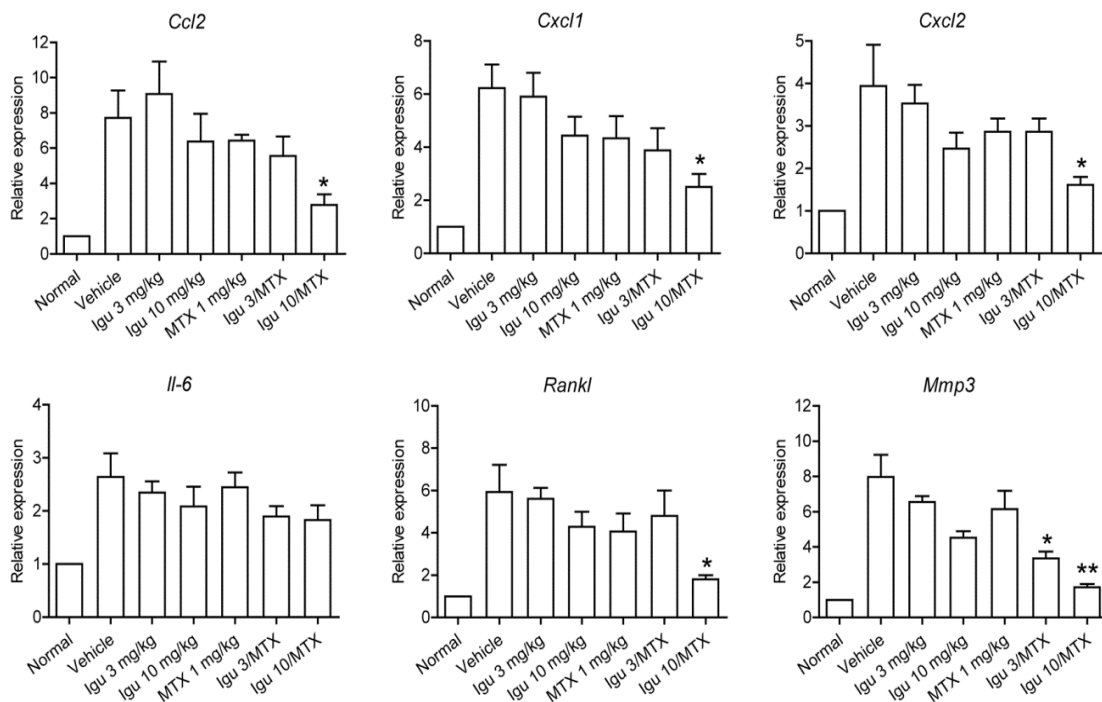 Ccl2
Relative expression
12
10
8
6
4
2
0
Normal
Vehicle
Igu 3 mg/kg
Igu 10 mg/kg
MTX 1 mg/kg
Igu 3/MTX
Igu 10/MTX
*
Cxcl1
Relative expression
8
6
4
2
0
Normal
Vehicle
Igu 3 mg/kg
Igu 10 mg/kg
MTX 1 mg/kg
Igu 3/MTX
Igu 10/MTX
*
Cxcl2
Relative expression
5
4
3
2
1
0
Normal
Vehicle
Igu 3 mg/kg
Igu 10 mg/kg
MTX 1 mg/kg
Igu 3/MTX
Igu 10/MTX
*
Il-6
Relative expression
4
3
2
1
0
Normal
Vehicle
Igu 3 mg/kg
Igu 10 mg/kg
MTX 1 mg/kg
Igu 3/MTX
Igu 10/MTX
Rankl
Relative expression
10
8
6
4
2
0
Normal
Vehicle
Igu 3 mg/kg
Igu 10 mg/kg
MTX 1 mg/kg
Igu 3/MTX
Igu 10/MTX
*
Mmp3
Relative expression
12
10
8
6
4
2
0
Normal
Vehicle
Igu 3 mg/kg
Igu 10 mg/kg
MTX 1 mg/kg
Igu 3/MTX
Igu 10/MTX
*
**